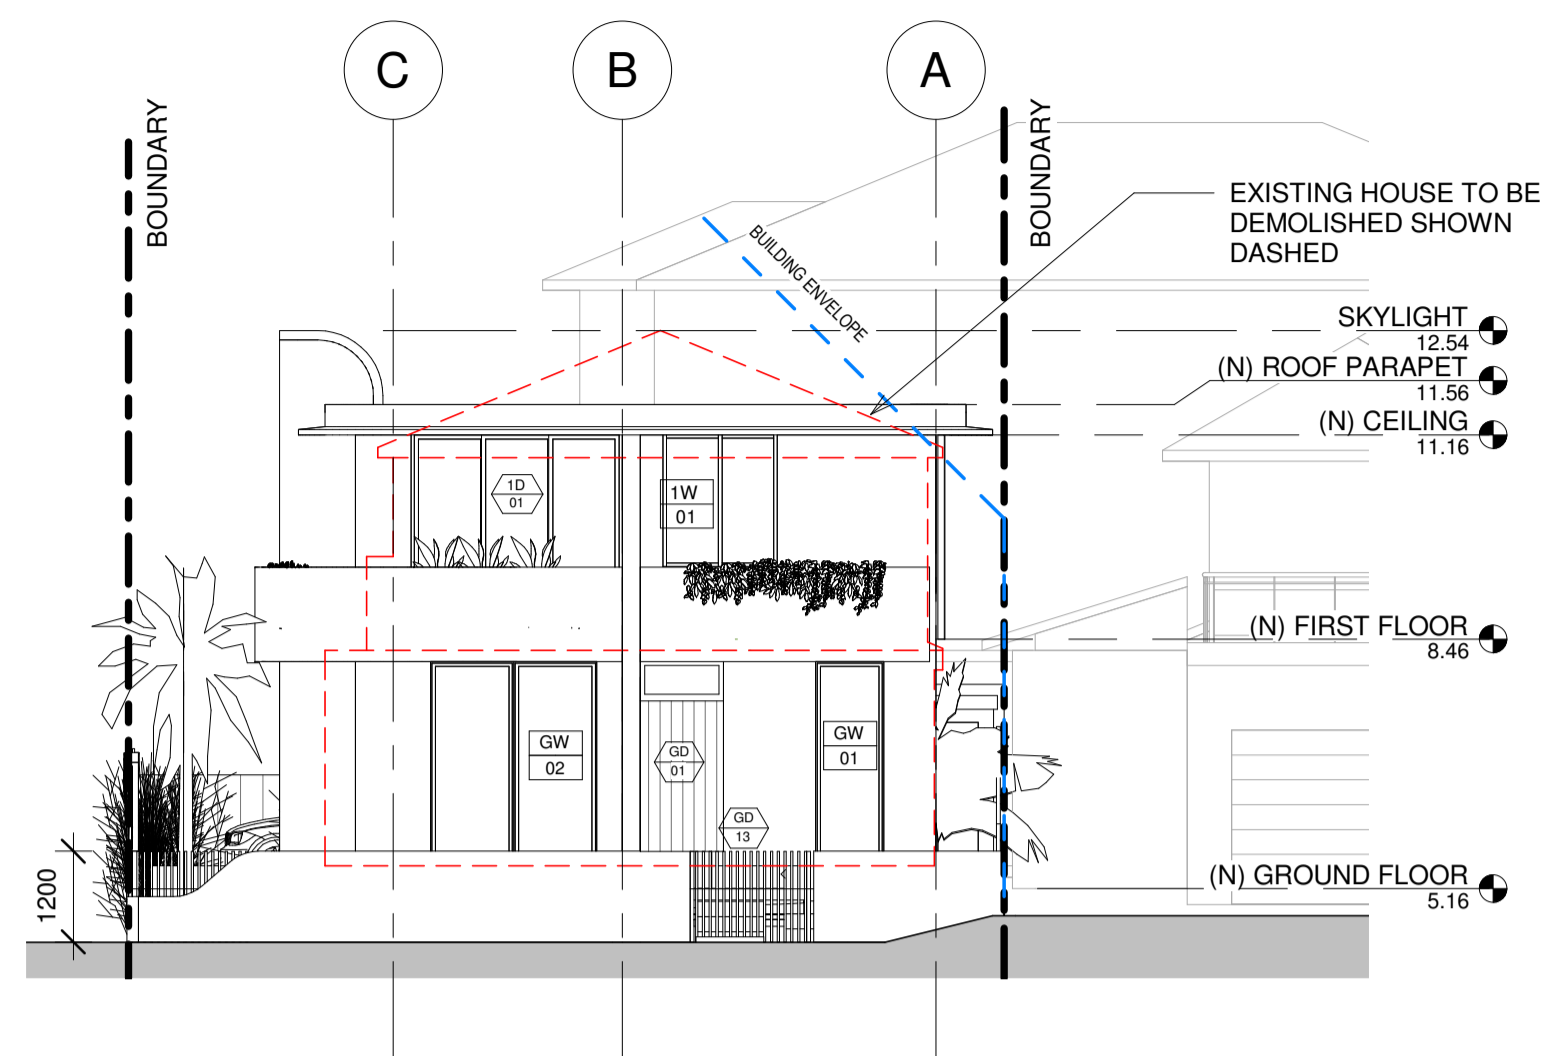 C
B
A
BOUNDARY
BOUNDARY
BUILDING ENVELOPE
EXISTING HOUSE TO BE
DEMOLISHED SHOWN
DASHED
SKYLIGHT
12.54
(N) ROOF PARAPET
11.56
(N) CEILING
11.16
1D
01
1W
01
(N) FIRST FLOOR
8.46
GW
02
GD
01
GW
01
GD
13
1200
(N) GROUND FLOOR
5.16